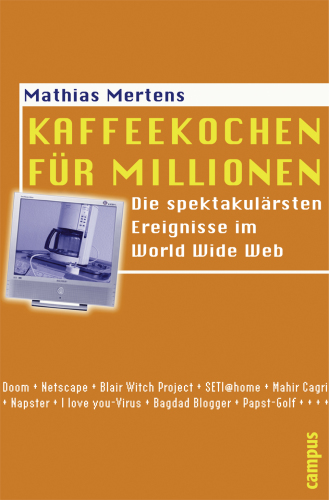 Mathias Mertens
KAFFEEKOCHEN
FÜR MILLIONEN
Die spektakulärsten
Ereignisse im
World Wide Web
Doom + Netscape + Blair Witch Project + SETI@home + Mahir Cagri
+ Napster + I love you-Virus + Bagdad Blogger + Papst-Golf + + + +
campus